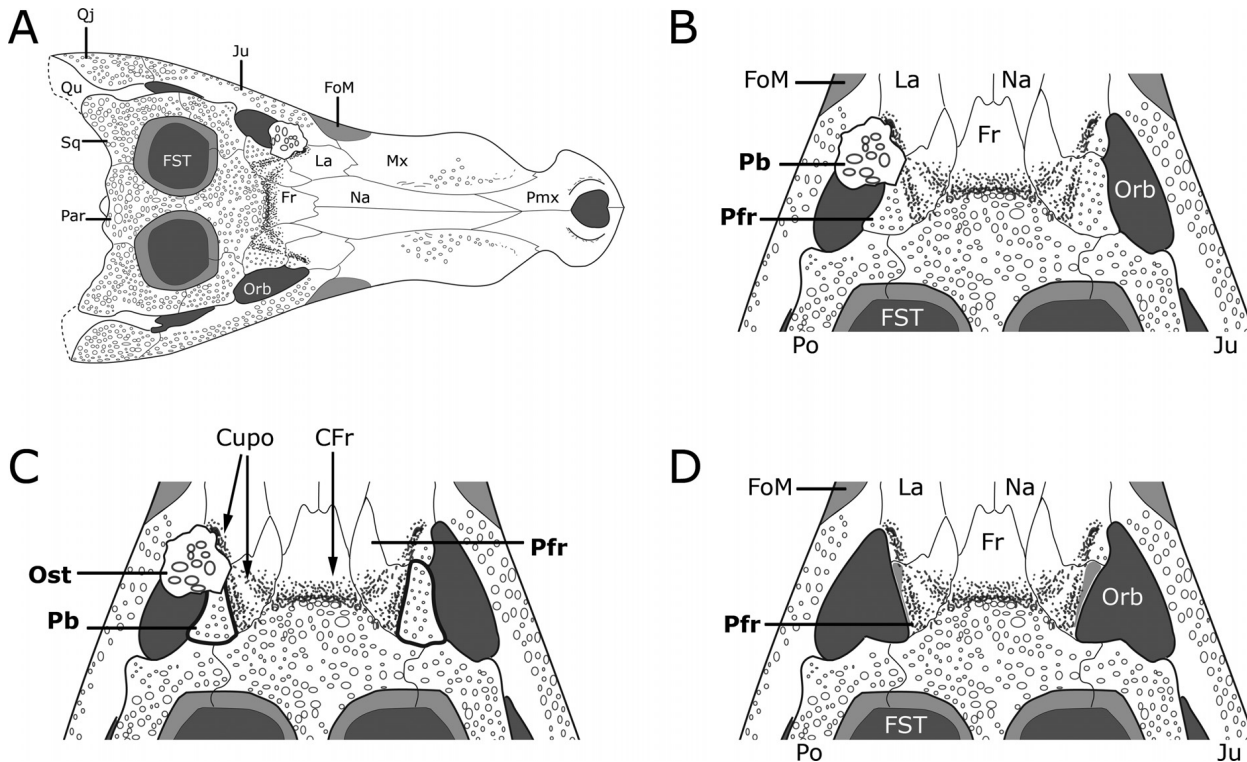 A
Qj
Ju
Qu
FoM
Sq
FST
La
Mx
Par
Fr
Na
Pmx
Orb
B
FoM
La
Na
Fr
Pb
Orb
Pfr
FST
Po
Ju
C
Cupo
CFr
Pfr
Ost
Pb
D
FoM
La
Na
Fr
Orb
Pfr
FST
Po
Ju